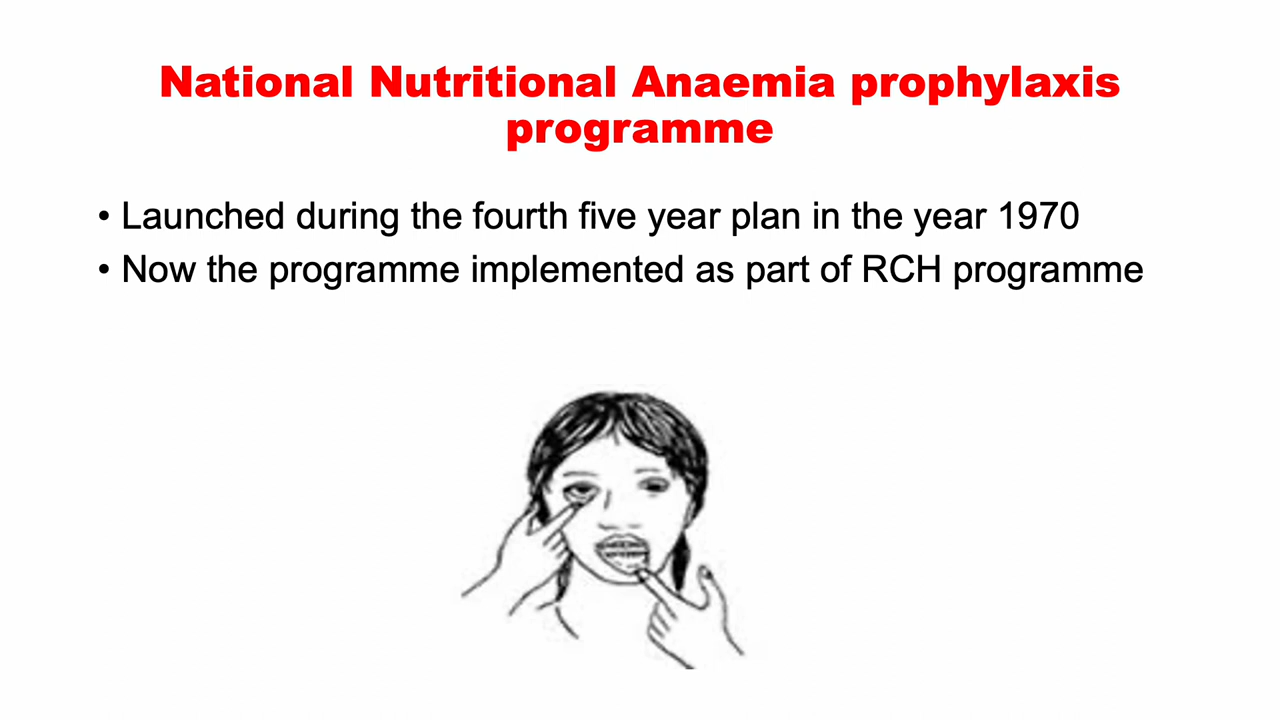 National Nutritional Anaemia prophylaxis
programme
• Launched during the fourth five year plan in the year 1970
• Now the programme implemented as part of RCH programme